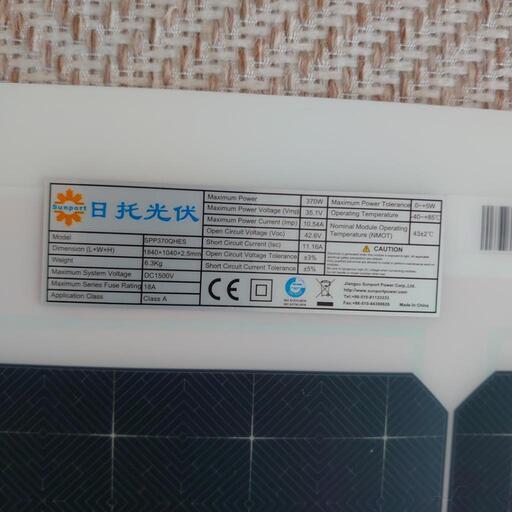 Sunport
日托光伏
Model SPP370QHES
Dimension (L*W*H) 1840*1040*2.5mm
Weight 6.3Kg
Maximum System Voltage DC1500V
Maximum Series Fuse Rating 18A
Application Class Class A
Maximum Power 370W
Maximum Power Voltage (Vmp) 35.1V
Maximum Power Current (Imp) 10.54A
Open Circuit Voltage (Voc) 42.6V
Short Circuit Current (Isc) 11.16A
Open Circuit Voltage Tolerance ±3%
Short Circuit Current Tolerance ±5%
Maximum Power Tolerance 0~+5W
Operating Temperature -40~+85℃
Nominal Module Operating Temperature (NMOT) 43±2℃
CAUTION
CE
Jiangsu Sunport Power Corp.,Ltd.
http://www.sunportpower.com
Made In China